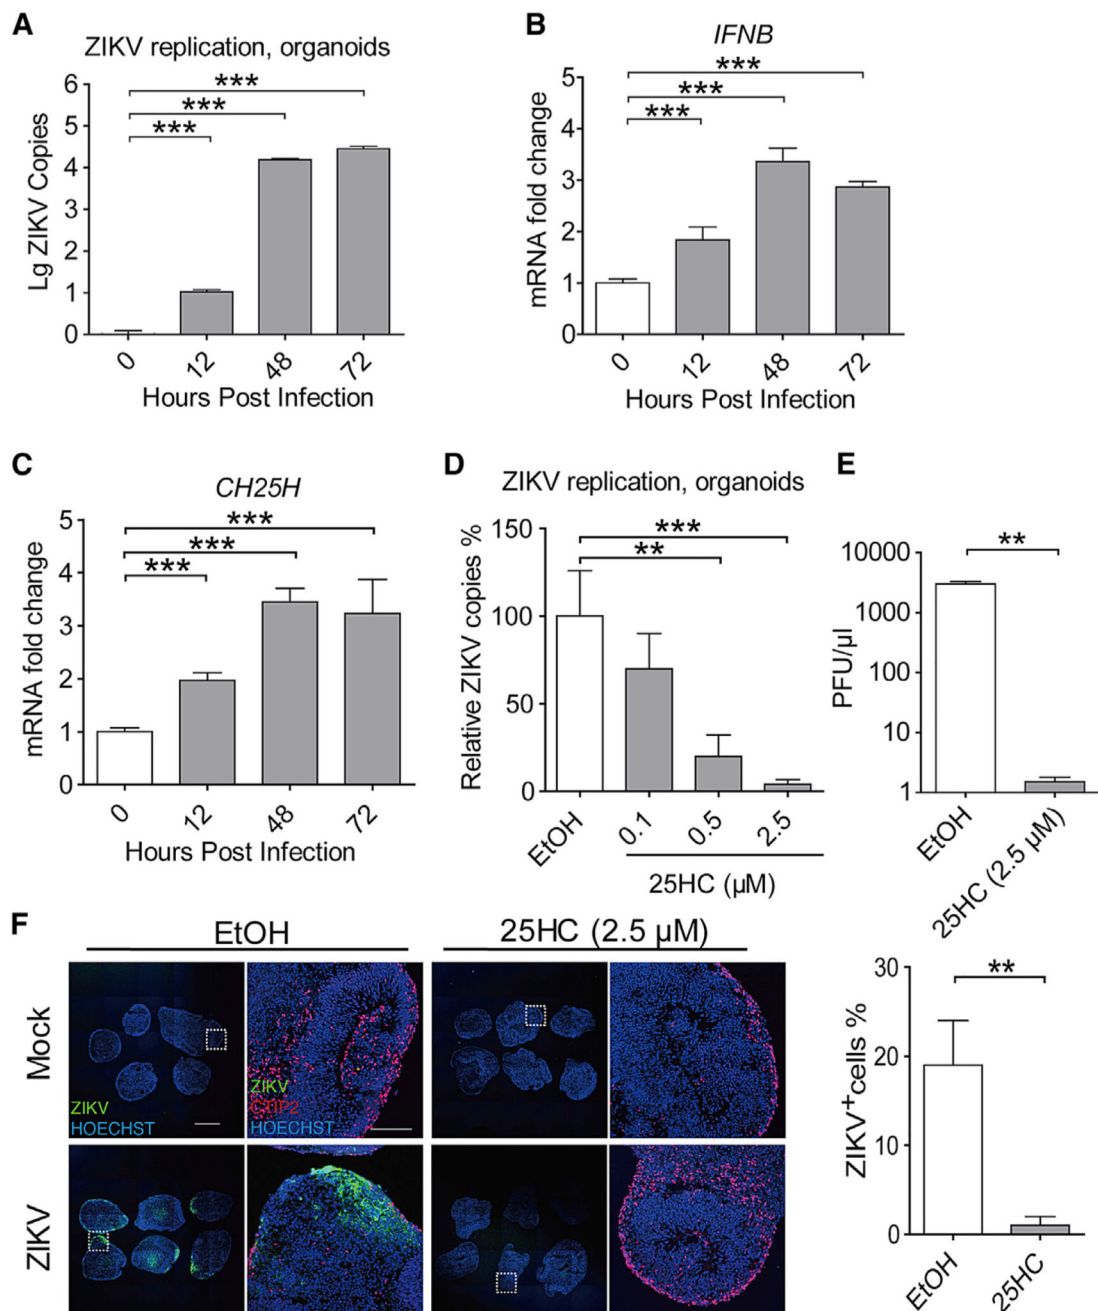 A
ZIKV replication, organoids
Lg ZIKV Copies
6
5
4
3
2
1
0
***
***
***
0 12 48 72
Hours Post Infection
B
IFNB
mRNA fold change
5
4
3
2
1
0
***
***
***
0 12 48 72
Hours Post Infection
C
CH25H
mRNA fold change
5
4
3
2
1
0
***
***
***
0 12 48 72
Hours Post Infection
D
ZIKV replication, organoids
Relative ZIKV copies %
150
100
50
0
***
**
EtOH 0.1 0.5 2.5
25HC (μM)
E
PFU/μl
10000
1000
100
10
1
**
EtOH 25HC (2.5 μM)
F
EtOH 25HC (2.5 μM)
Mock
ZIKV
HOECHST
ZIKV
CTIP2
HOECHST
ZIKV
ZIKV⁺cells %
30
20
10
0
**
EtOH 25HC